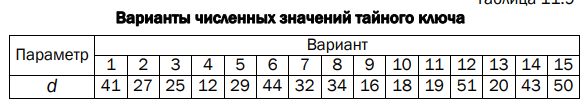 Таблица 11.9
Варианты численных значений тайного ключа
Параметр Вариант
1 2 3 4 5 6 7 8 9 10 11 12 13 14 15
d 41 27 25 12 29 44 32 34 16 18 19 51 20 43 50